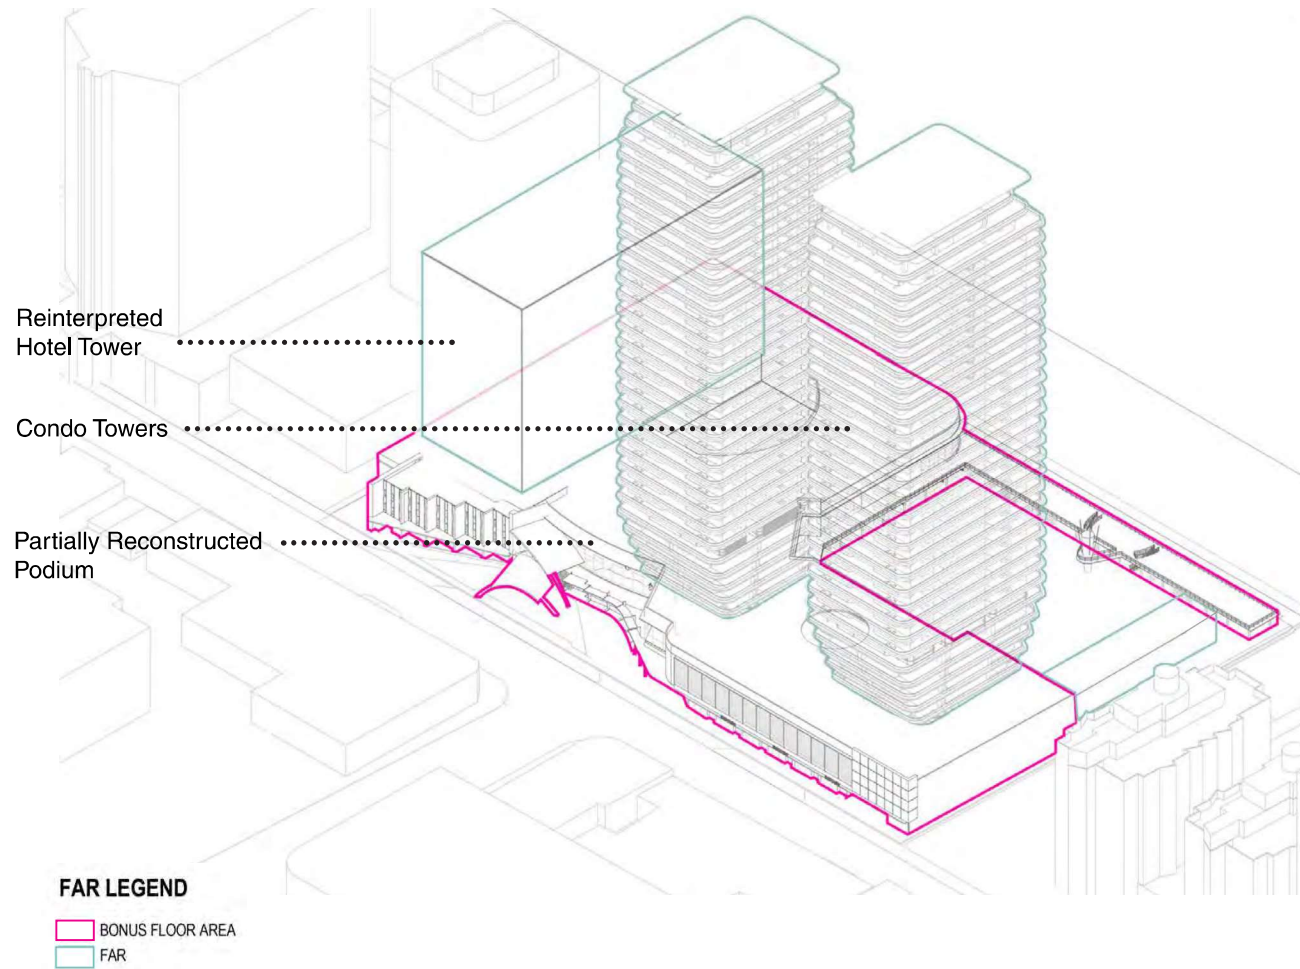 Reinterpreted
Hotel Tower
Condo Towers
Partially Reconstructed
Podium
FAR LEGEND
BONUS FLOOR AREA
FAR